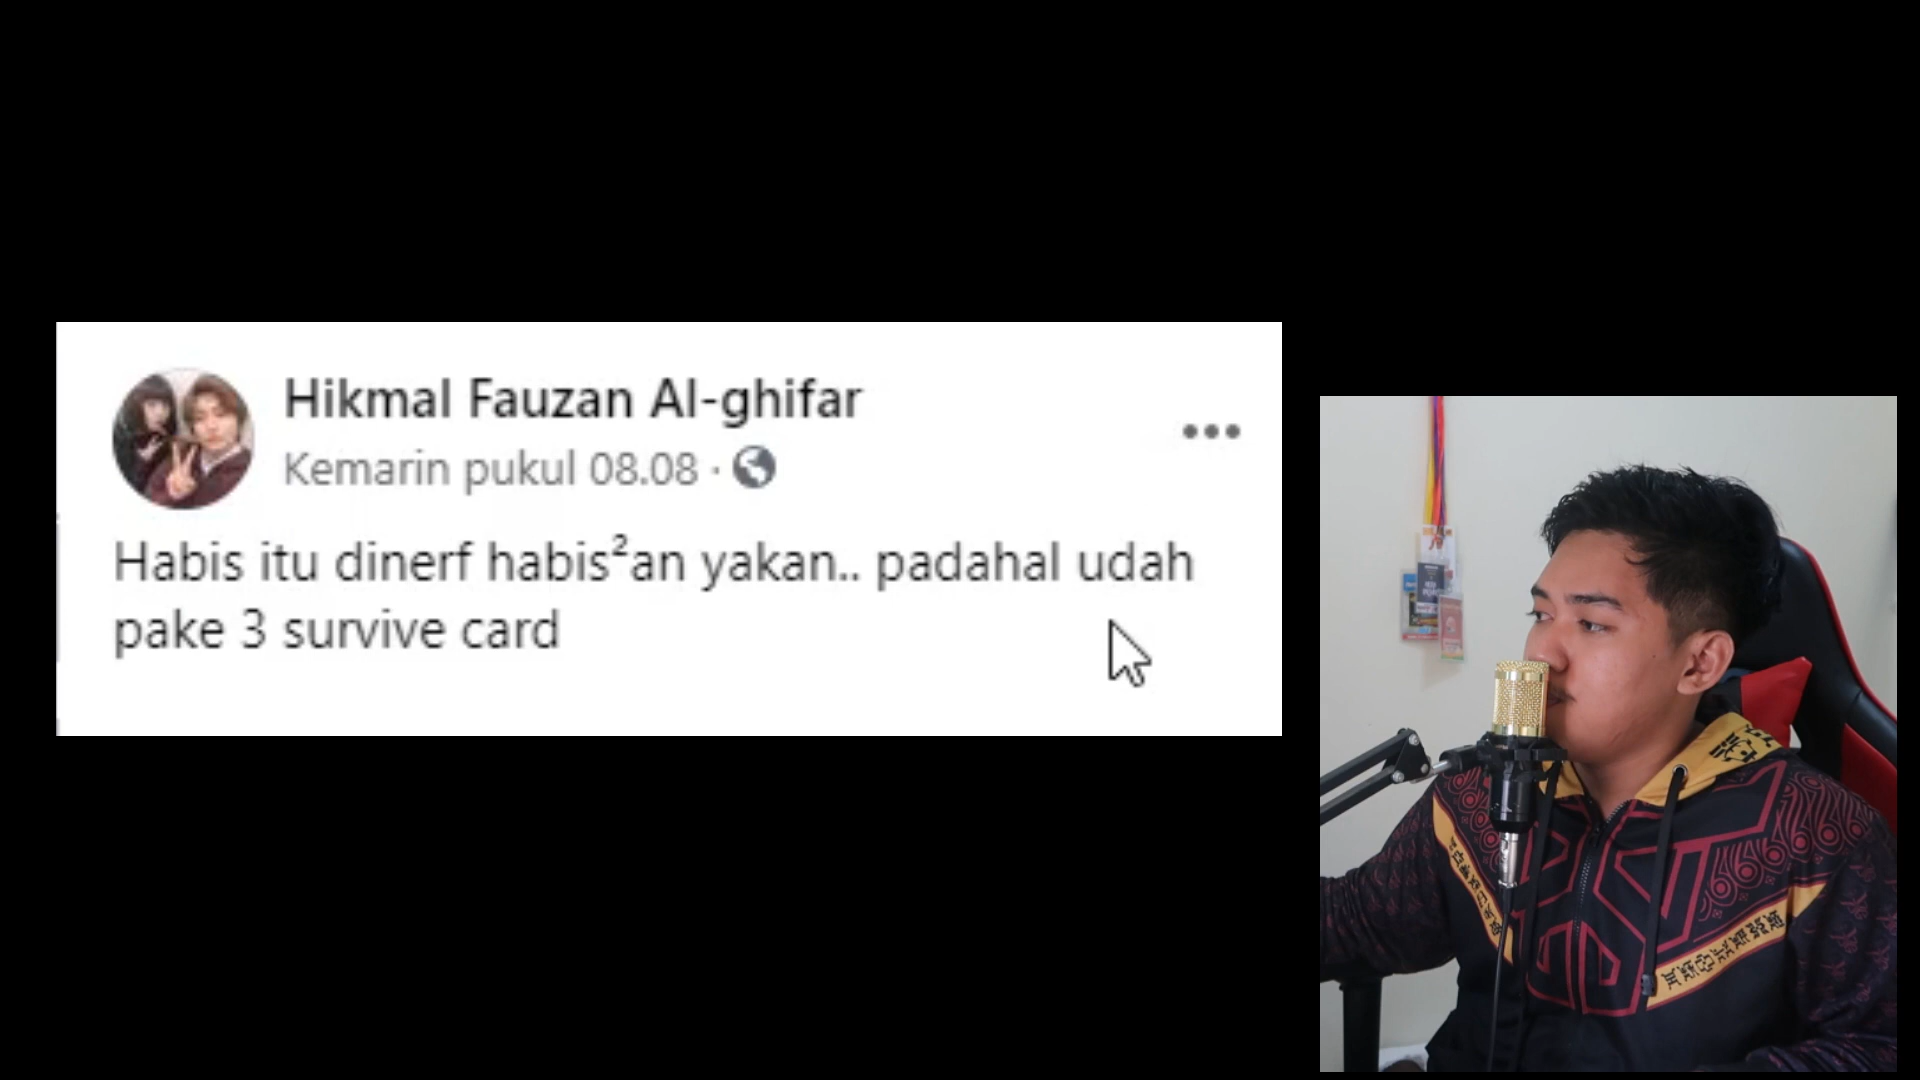 Hikmal Fauzan Al-ghifar
Kemarin pukul 08.08 ·
Habis itu dinerf habis²an yakan.. padahal udah
pake 3 survive card